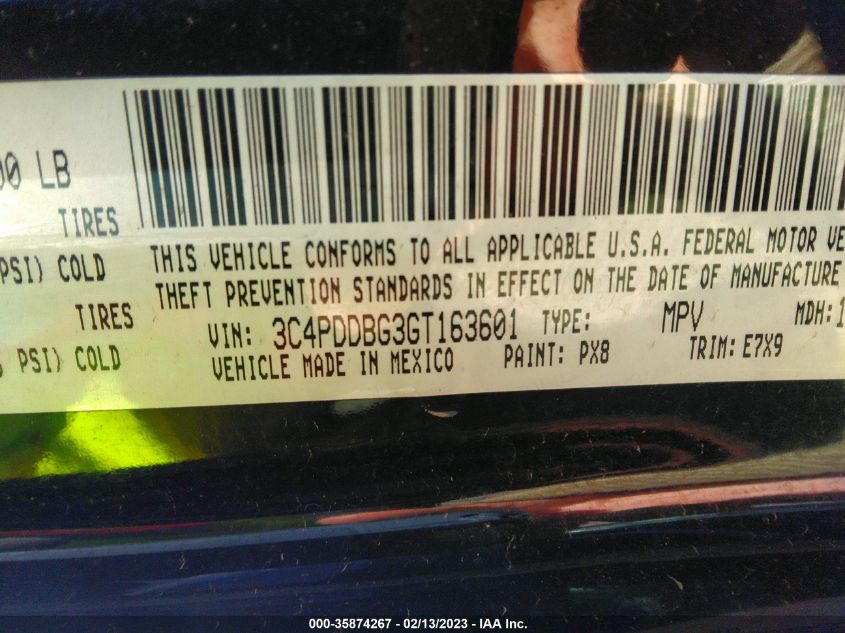 00 LB
TIRES
PSI) COLD
TIRES
PSI) COLD
THIS VEHICLE CONFORMS TO ALL APPLICABLE U.S.A. FEDERAL MOTOR VE
THEFT PREVENTION STANDARDS IN EFFECT ON THE DATE OF MANUFACTURE
VIN: 3C4PDDBG3GT163601 TYPE: MPV MDH:1
VEHICLE MADE IN MEXICO PAINT: PX8 TRIM: E7X9
000-35874267 - 02/13/2023 - IAA Inc.